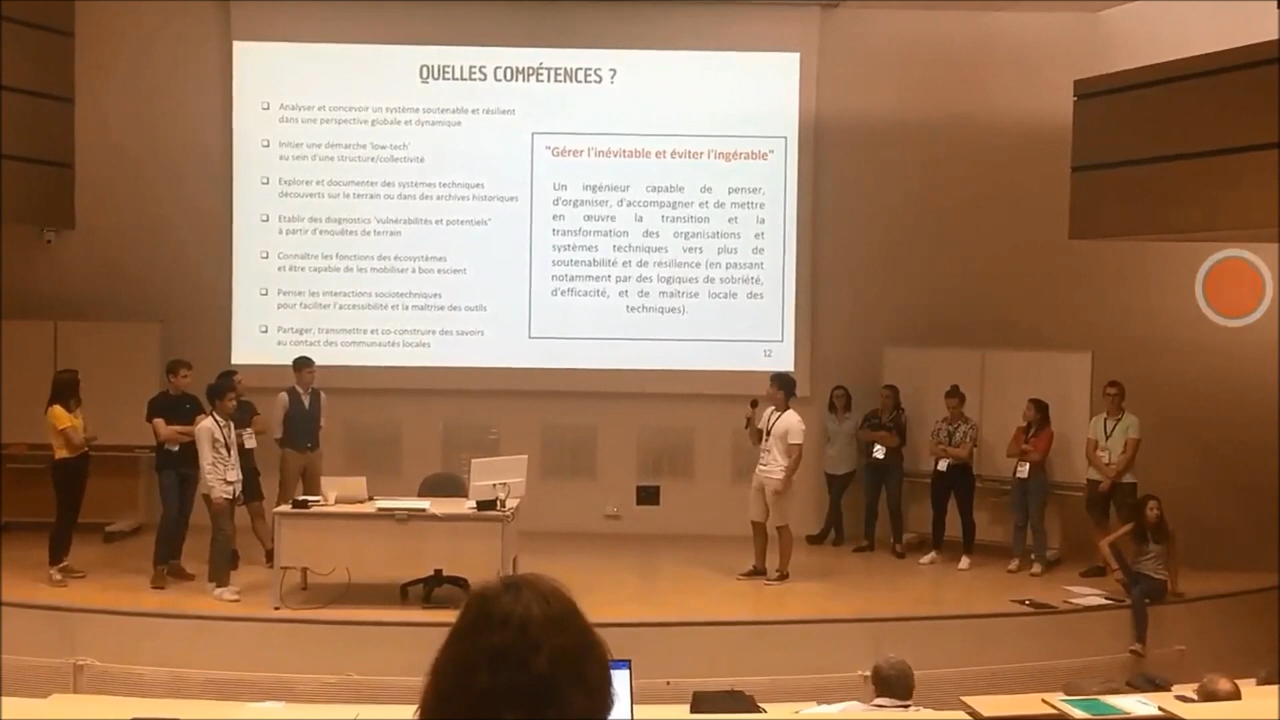 QUELLES COMPÉTENCES ?
Analyser et concevoir un système soutenable et résilient
dans une perspective globale et dynamique
Initier une démarche 'low-tech'
au sein d'une structure/collectivité
Explorer et documenter des systèmes techniques
découverts sur le terrain ou dans des archives historiques
Etablir des diagnostics 'vulnérabilités et potentiels"
à partir d'enquêtes de terrain
Connaître les fonctions des écosystèmes
et être capable de les mobiliser à bon escient
Penser les interactions sociotechniques
pour faciliter l'accessibilité et la maîtrise des outils
Partager, transmettre et co-construire des savoirs
au contact des communautés locales
"Gérer l'inévitable et éviter l'ingérable"
Un ingénieur capable de penser,
d'organiser, d'accompagner et de mettre
en œuvre la transition et la
transformation des organisations et
systèmes techniques vers plus de
soutenabilité et de résilience (en passant
notamment par des logiques de sobriété,
d'efficacité, et de maîtrise locale des
techniques).
12